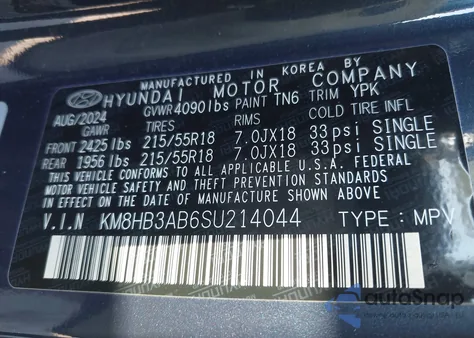 MANUFACTURED IN KOREA BY
HYUNDAI MOTOR COMPANY
AUG/2024 GVWR 4090 lbs PAINT TN6 TRIM YPK
GAWR TIRES RIMS COLD TIRE INFL
FRONT 2425 lbs 215/55R18 7.0JX18 33 psi SINGLE
REAR 1956 lbs 215/55R18 7.0JX18 33 psi SINGLE
THIS VEHICLE CONFORMS TO ALL APPLICABLE U.S.A. FEDERAL
MOTOR VEHICLE SAFETY, BUMPER, AND THEFT PREVENTION
STANDARDS IN EFFECT ON THE DATE OF MANUFACTURE SHOWN ABOVE
V.I.N KM8HB3AB6SU214044 TYPE : MPV
autoSnap